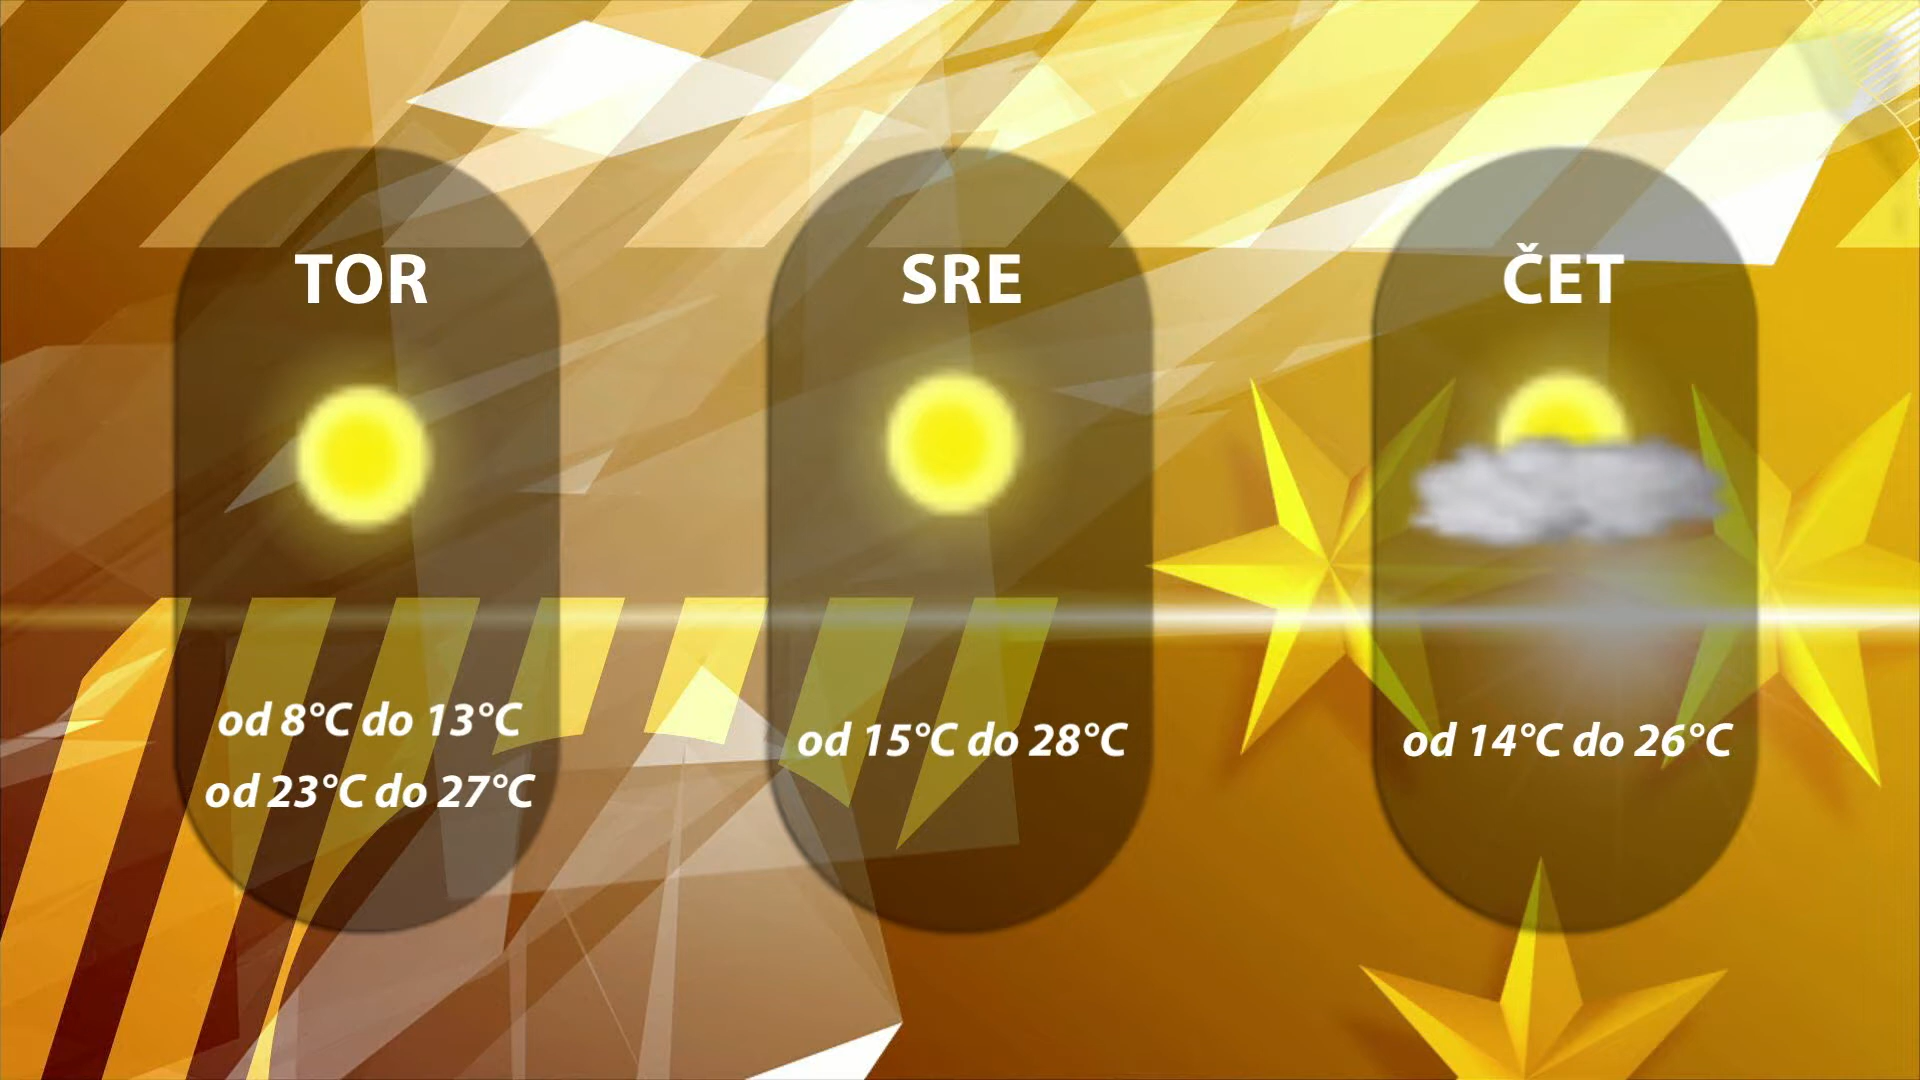 TOR
od 8°C do 13°C
od 23°C do 27°C
SRE
od 15°C do 28°C
ČET
od 14°C do 26°C